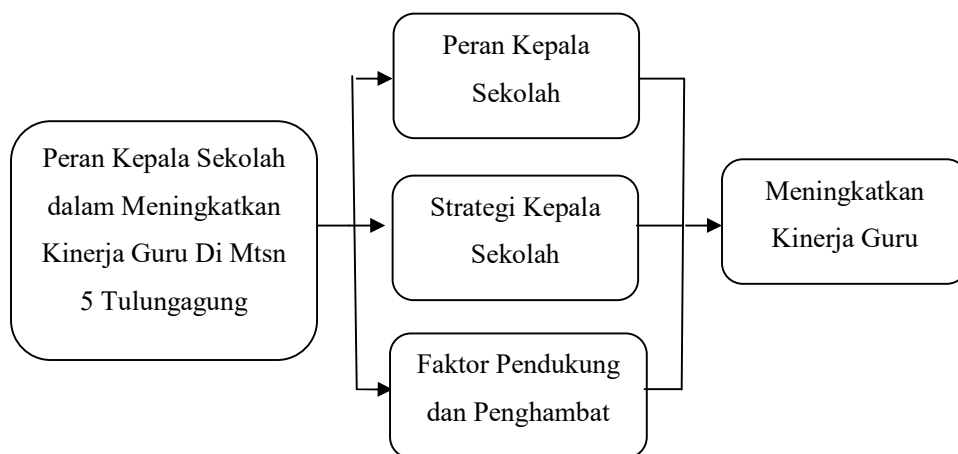 Peran Kepala Sekolah
dalam Meningkatkan
Kinerja Guru Di Mtsn
5 Tulungagung
Peran Kepala
Sekolah
Strategi Kepala
Sekolah
Faktor Pendukung
dan Penghambat
Meningkatkan
Kinerja Guru